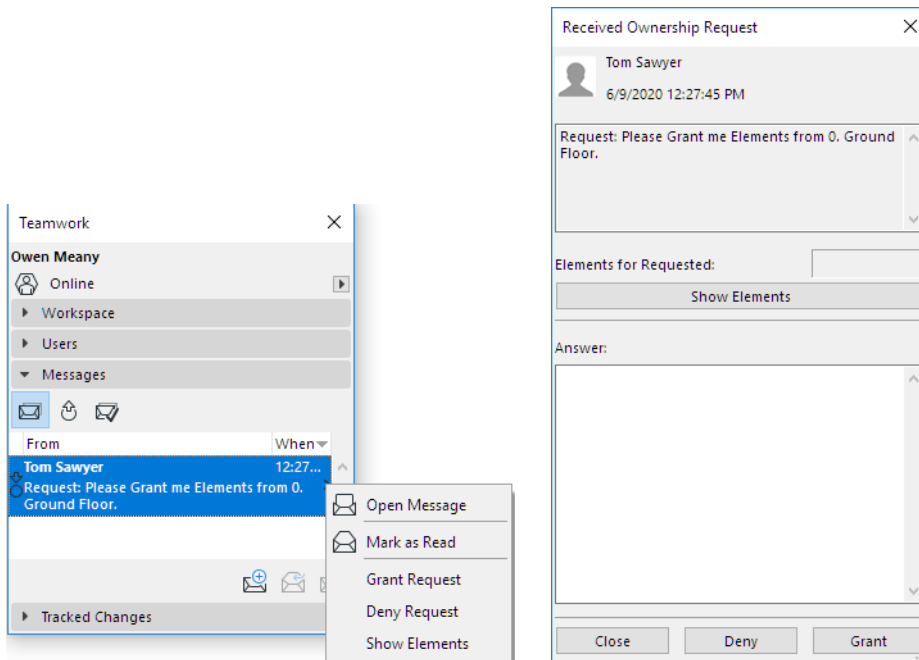 Teamwork
Owen Meany
Online
Workspace
Users
Messages
From When
Tom Sawyer 12:27...
Request: Please Grant me Elements from 0.
Ground Floor.
Tracked Changes
Open Message
Mark as Read
Grant Request
Deny Request
Show Elements
Received Ownership Request
Tom Sawyer
6/9/2020 12:27:45 PM
Request: Please Grant me Elements from 0. Ground
Floor.
Elements for Requested:
Show Elements
Answer:
Close Deny Grant